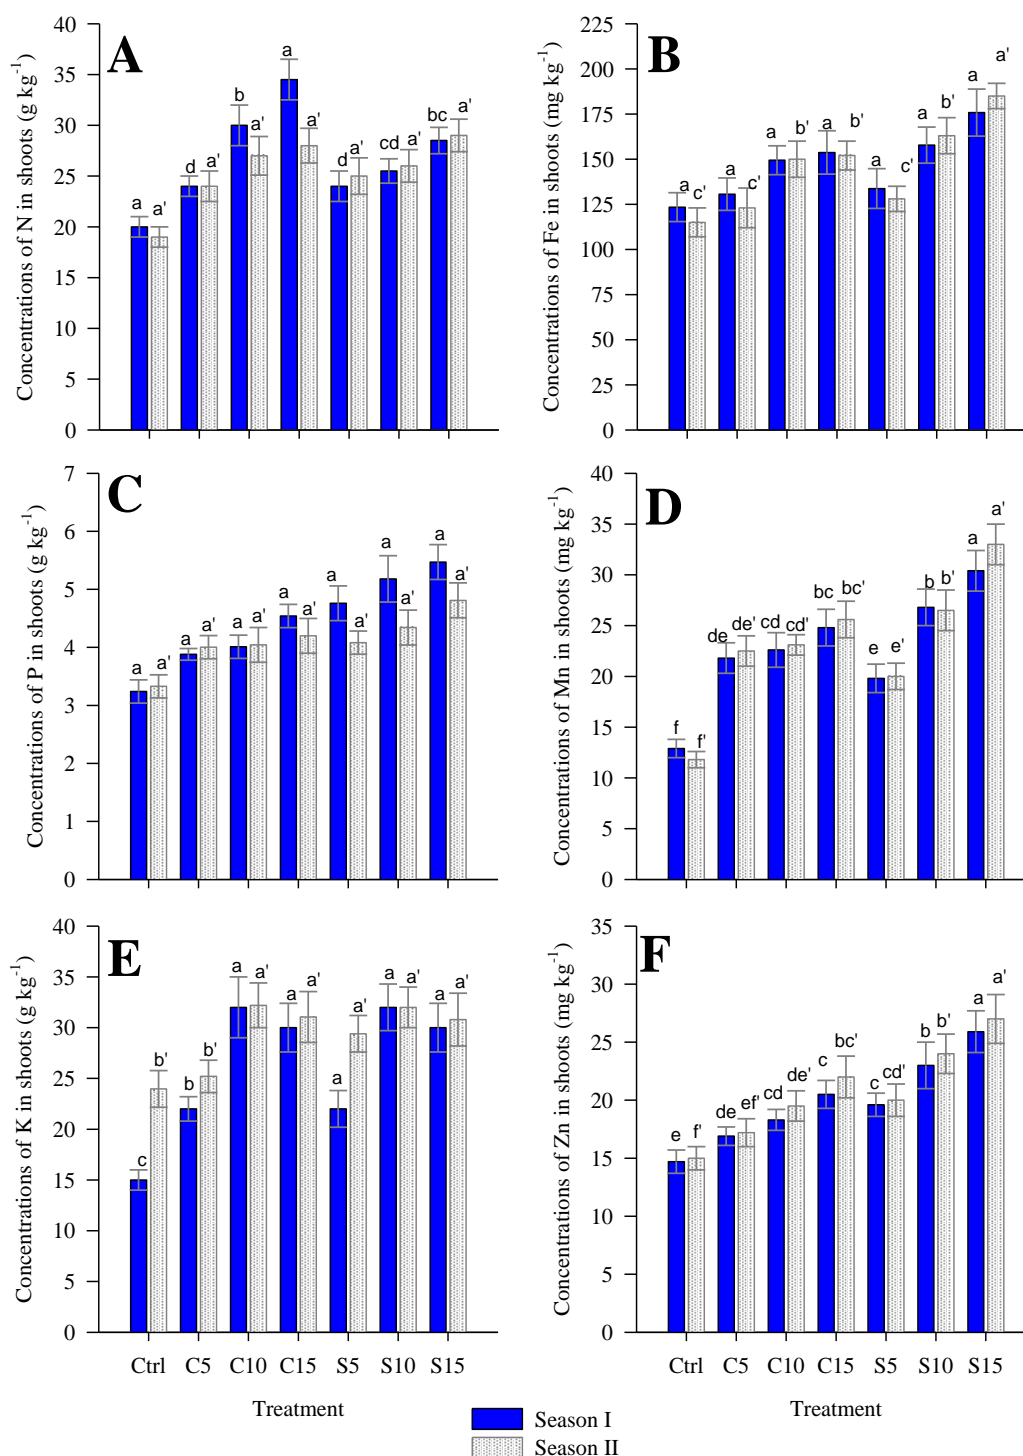 A
Concentrations of N in shoots (g kg⁻¹)
40
35
30
25
20
15
10
5
0
a a' d a' b a' a a' d a' cd a' bc a'
B
Concentrations of Fe in shoots (mg kg⁻¹)
225
200
175
150
125
100
75
50
25
0
a c' a c' a b' a b' a c' a b' a a'
C
Concentrations of P in shoots (g kg⁻¹)
7
6
5
4
3
2
1
0
a a' a a' a a' a a' a a' a a' a a'
D
Concentrations of Mn in shoots (mg kg⁻¹)
40
35
30
25
20
15
10
5
0
f f' de de' cd cd' bc bc' e e' b b' a a'
E
Concentrations of K in shoots (g kg⁻¹)
40
35
30
25
20
15
10
5
0
c b' b b' a a' a a' a a' a a' a a'
Ctrl C5 C10 C15 S5 S10 S15
Treatment
F
Concentrations of Zn in shoots (mg kg⁻¹)
35
30
25
20
15
10
5
0
e f' de ef' cd de' c bc' c cd' b b' a a'
Ctrl C5 C10 C15 S5 S10 S15
Treatment
Season I
Season II